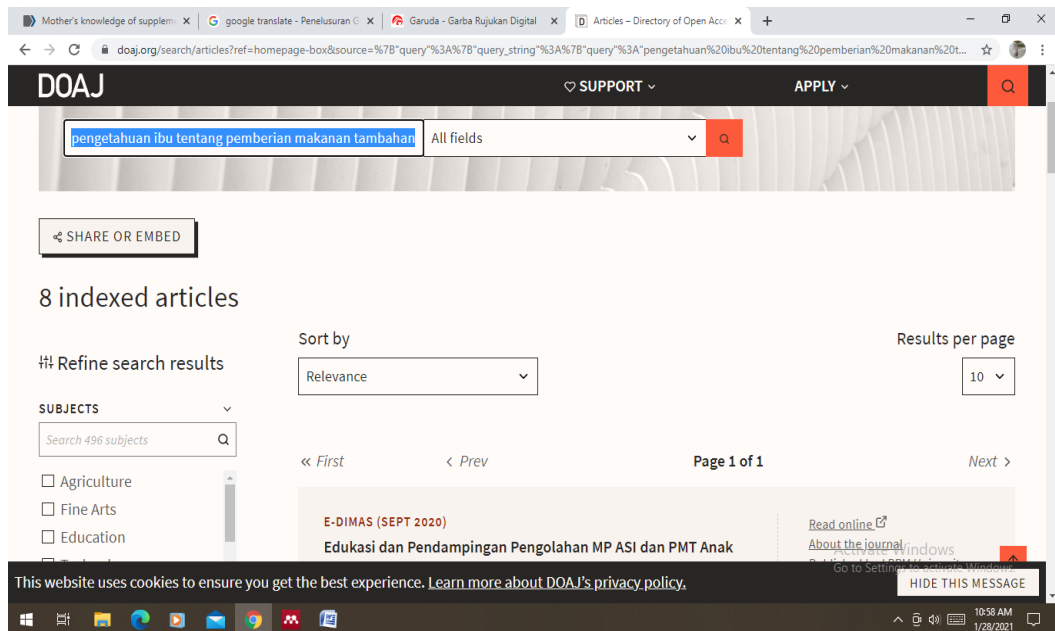 Mother's knowledge of suppleme
google translate - Penelusuran G
Garuda - Garba Rujukan Digital
Articles – Directory of Open Acce
doaj.org/search/articles?ref=homepage-box&source=%7B"query"%3A%7B"query_string"%3A%7B"query"%3A"pengetahuan%20ibu%20tentang%20pemberian%20makanan%20t...
DOAJ
SUPPORT
APPLY
pengetahuan ibu tentang pemberian makanan tambahan
All fields
SHARE OR EMBED
8 indexed articles
Sort by
Results per page
Refine search results
Relevance
10
SUBJECTS
Search 496 subjects
« First
‹ Prev
Page 1 of 1
Next ›
Agriculture
Fine Arts
Education
E-DIMAS (SEPT 2020)
Edukasi dan Pendampingan Pengolahan MP ASI dan PMT Anak
Read online
About the journal
Activate Windows
Go to Settings to activate Windows.
This website uses cookies to ensure you get the best experience. Learn more about DOAJ's privacy policy.
HIDE THIS MESSAGE
10:58 AM
1/28/2021